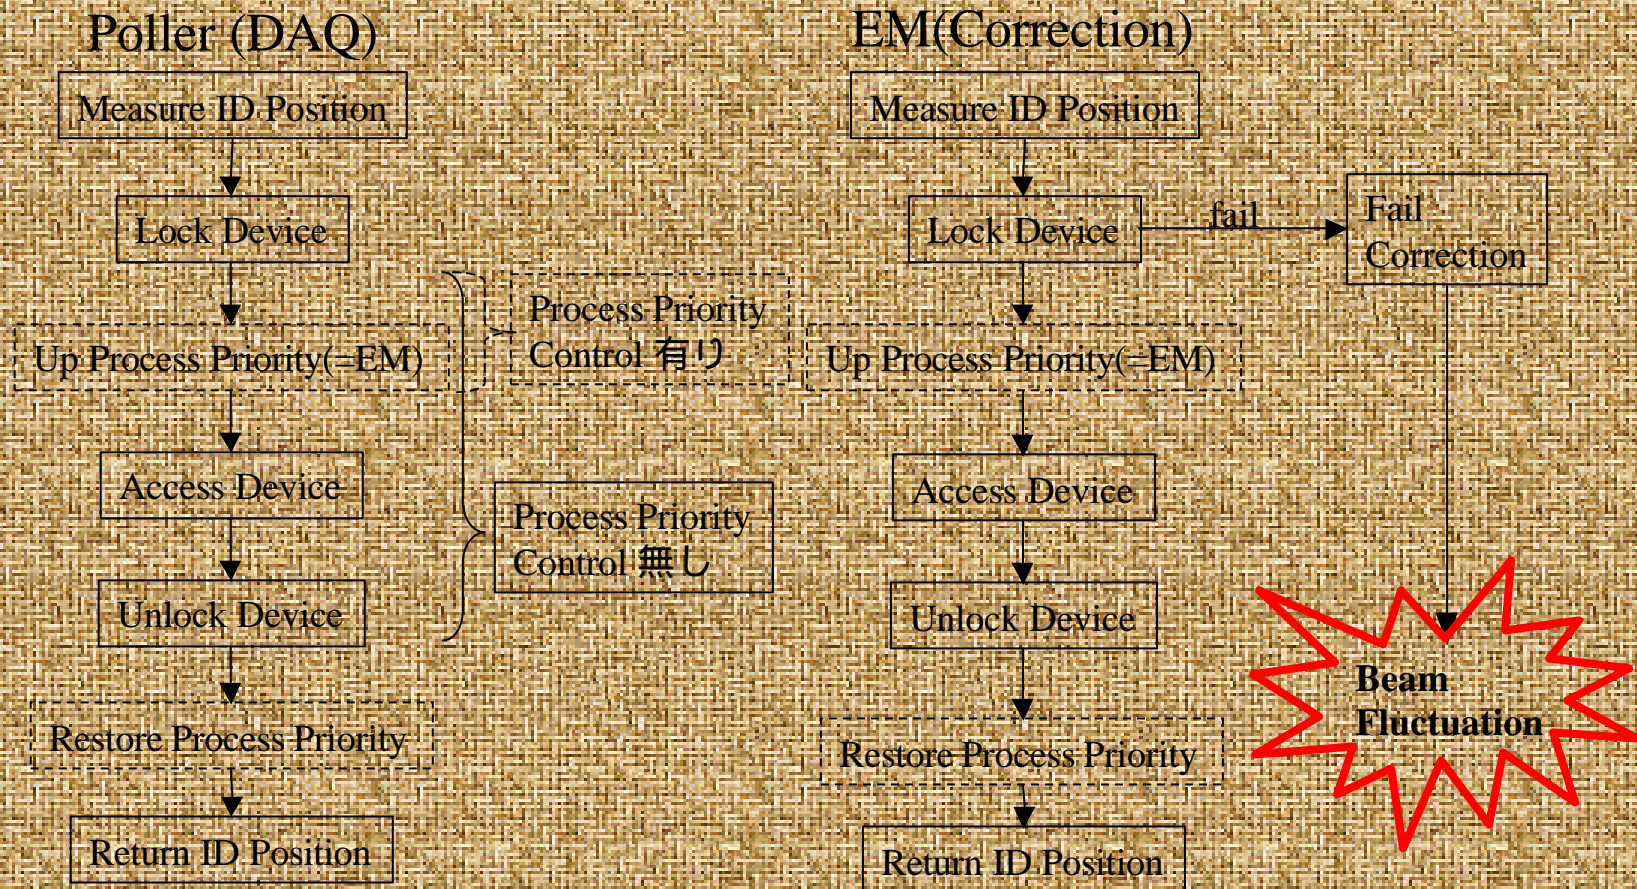 Poller (DAQ)
Measure ID Position
Lock Device
Up Process Priority(=EM)
Access Device
Unlock Device
Restore Process Priority
Return ID Position
Process Priority
Control 有り
Process Priority
Control 無し
EM(Correction)
Measure ID Position
Lock Device
fail
Fail
Correction
Up Process Priority(=EM)
Access Device
Unlock Device
Restore Process Priority
Return ID Position
Beam
Fluctuation